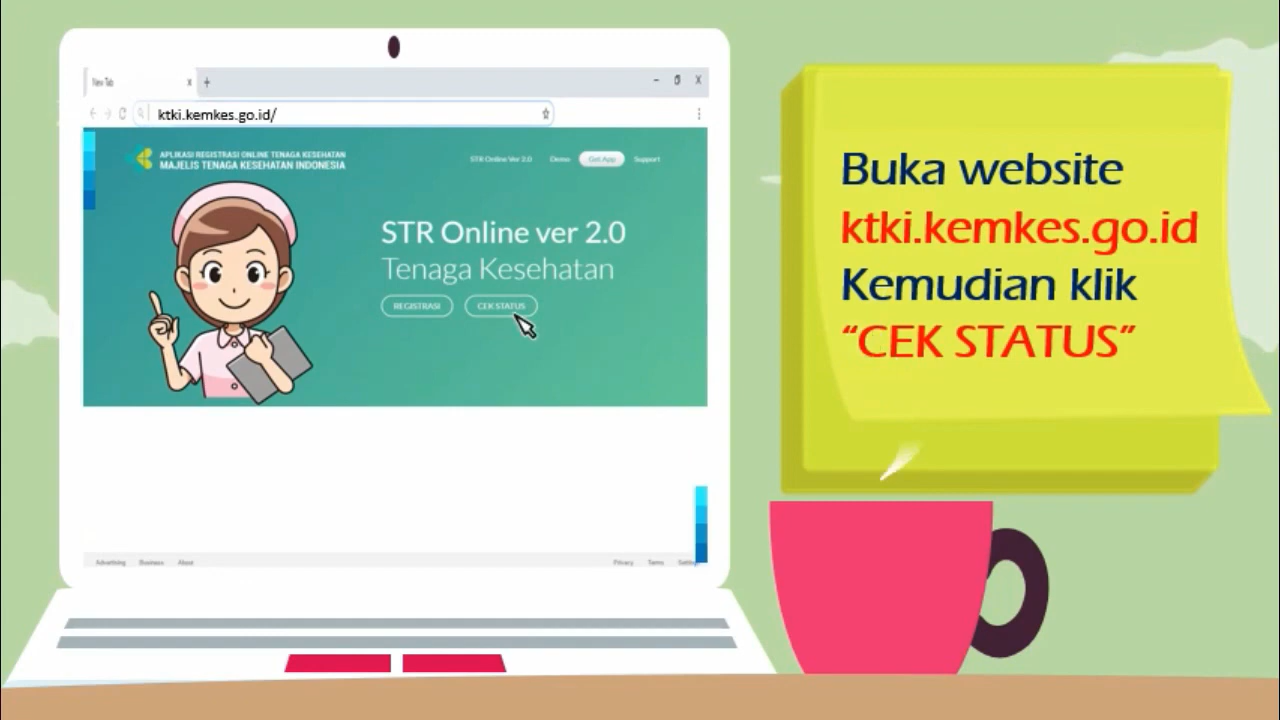 New Tab
ktki.kemkes.go.id/
APLIKASI REGISTRASI ONLINE TENAGA KESEHATAN
MAJELIS TENAGA KESEHATAN INDONESIA
STR Online Ver 2.0 Demo Get App Support
STR Online ver 2.0
Tenaga Kesehatan
REGISTRASI CEK STATUS
Advertising Business About Privacy Terms
Buka website
ktki.kemkes.go.id
Kemudian klik
“CEK STATUS”